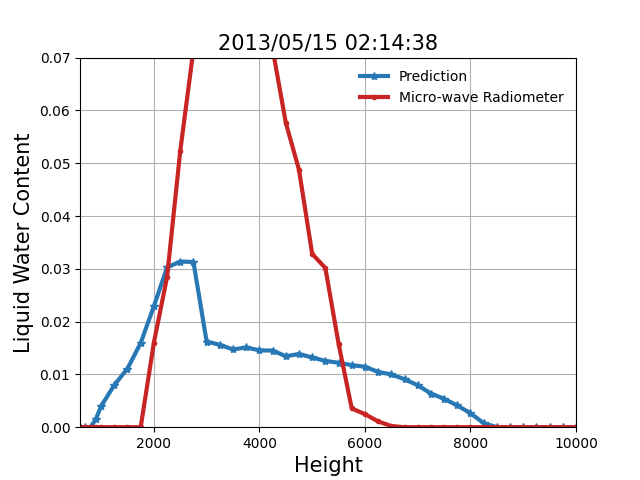 2013/05/15 02:14:38
0.07
0.06
0.05
0.04
0.03
0.02
0.01
0.00
Liquid Water Content
Prediction
Micro-wave Radiometer
2000 4000 6000 8000 10000
Height